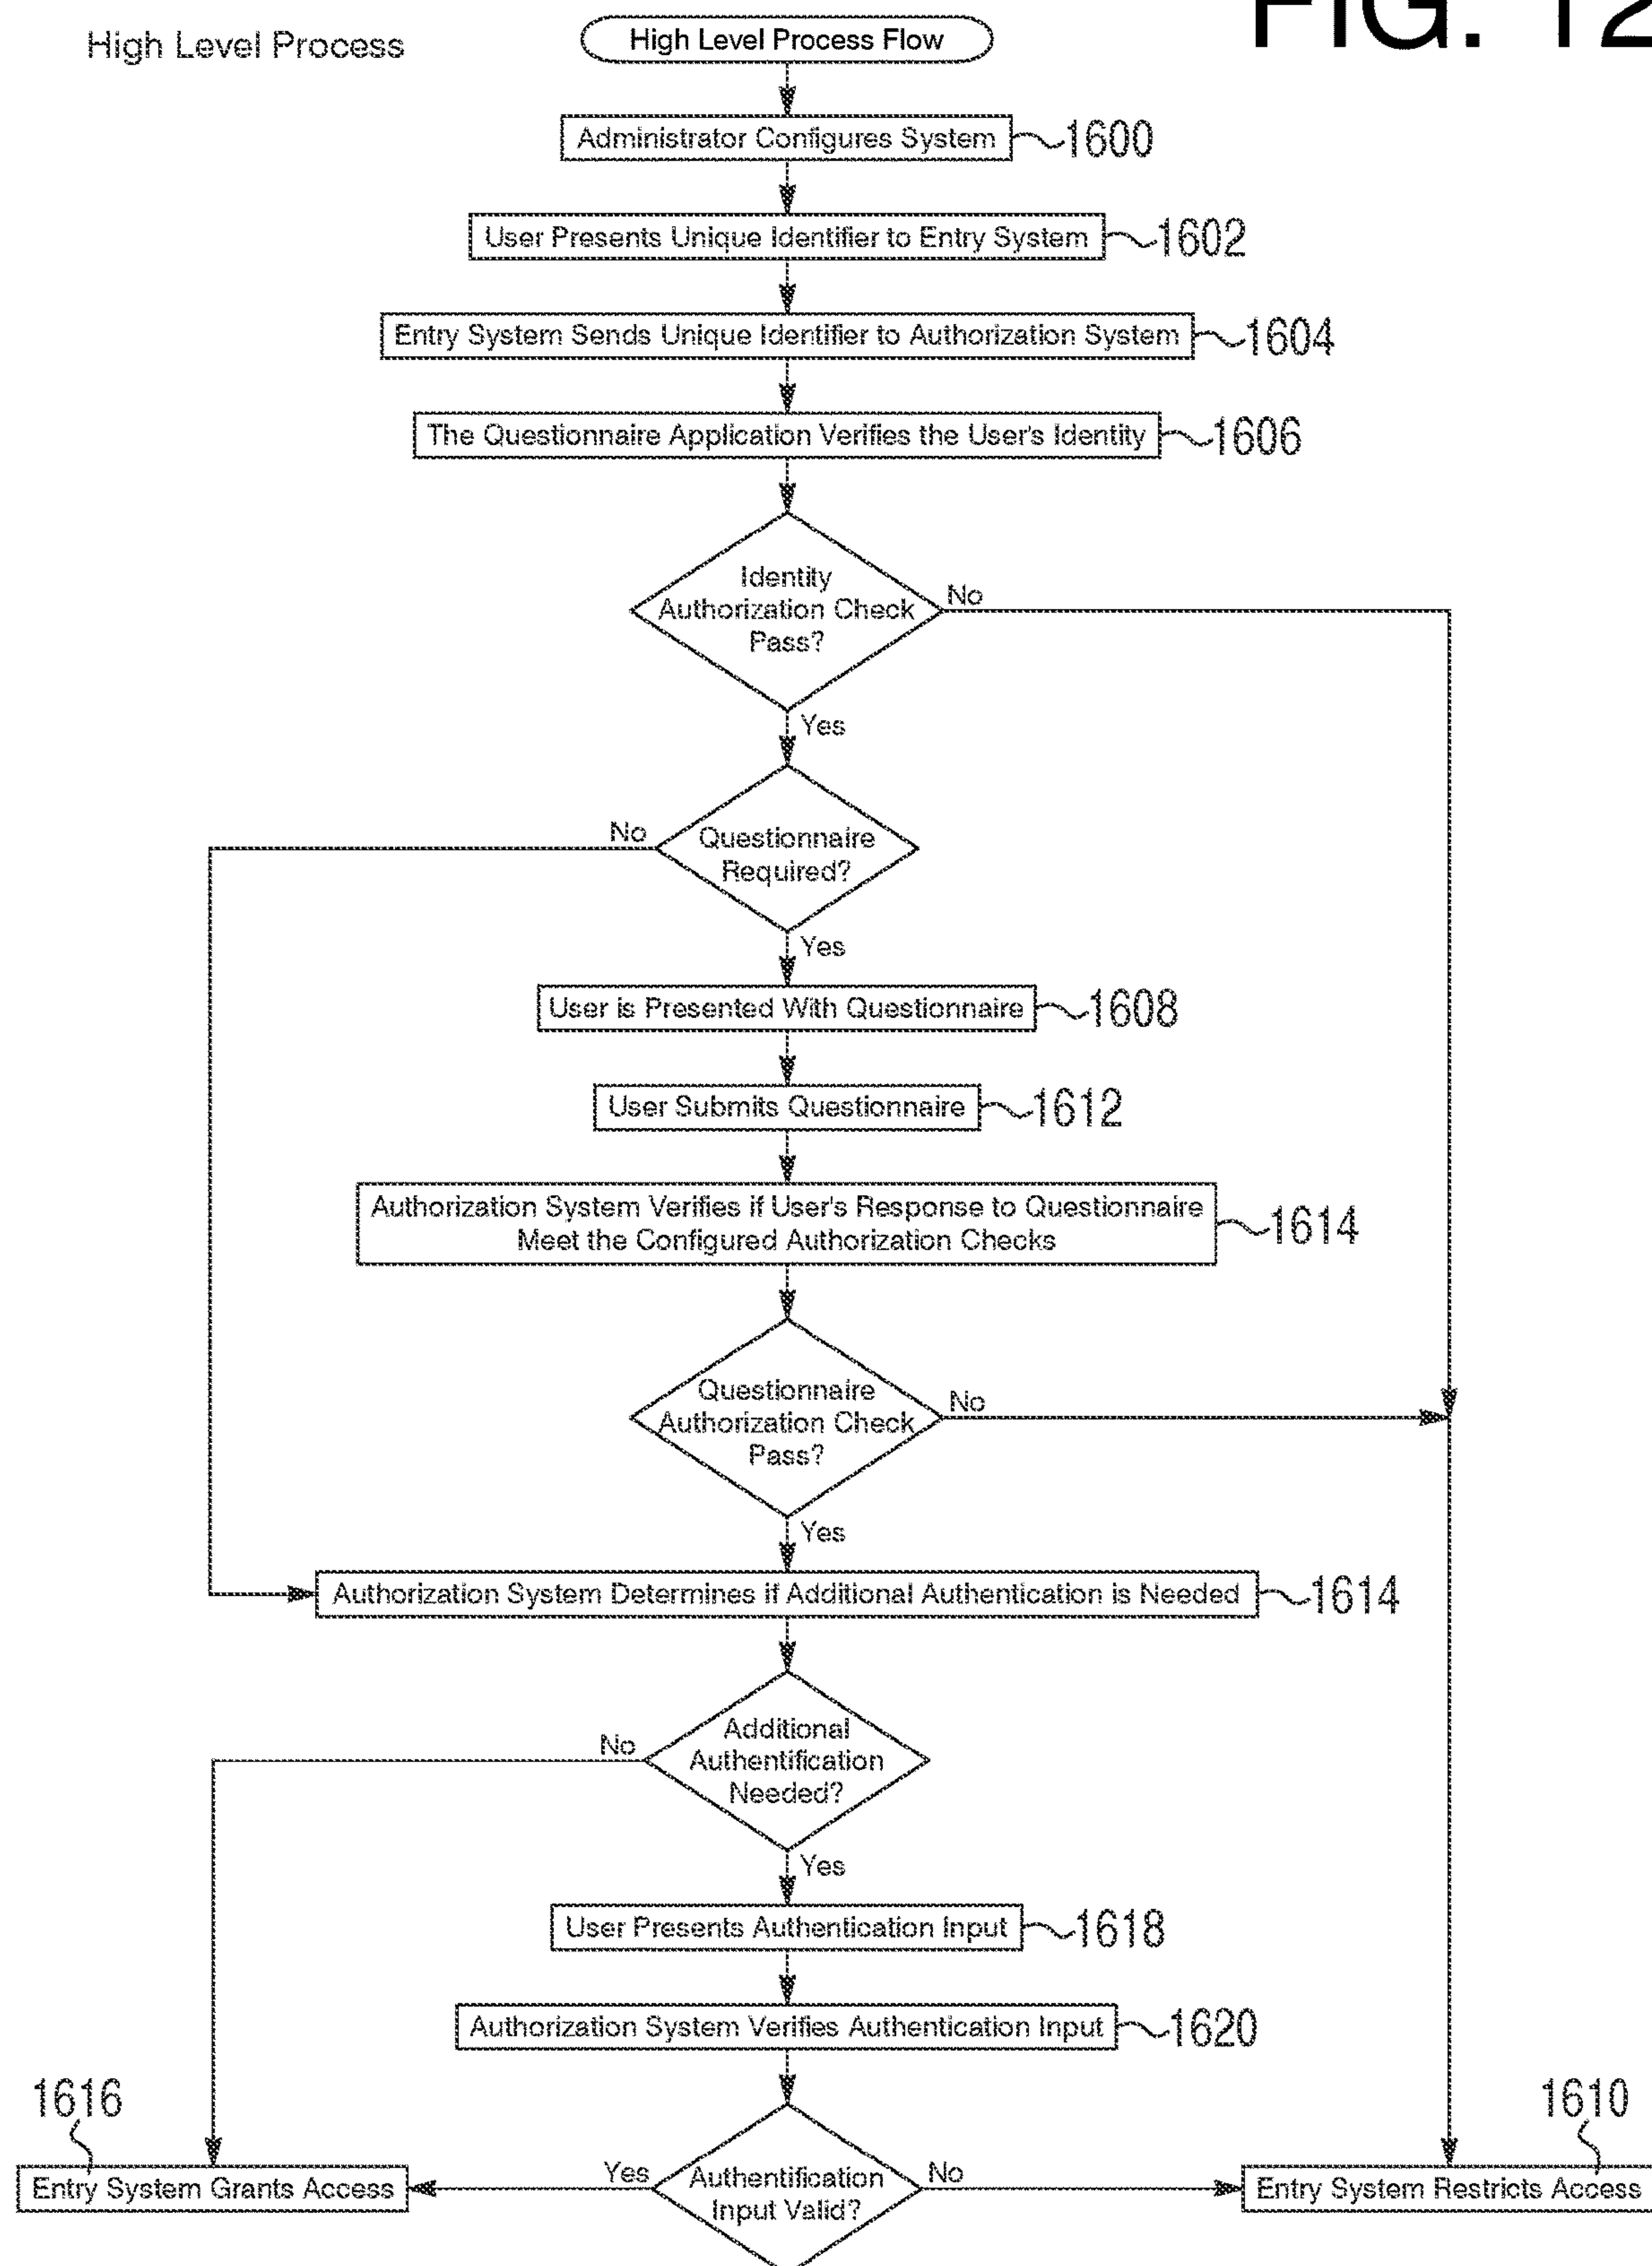 FIG. 12
High Level Process
High Level Process Flow
Administrator Configures System
1600
User Presents Unique Identifier to Entry System
1602
Entry System Sends Unique Identifier to Authorization System
1604
The Questionnaire Application Verifies the User's Identity
1606
Identity
Authorization Check
Pass?
No
Yes
Questionnaire
Required?
No
Yes
User is Presented With Questionnaire
1608
User Submits Questionnaire
1612
Authorization System Verifies if User's Response to Questionnaire
Meet the Configured Authorization Checks
1614
Questionnaire
Authorization Check
Pass?
No
Yes
Authorization System Determines if Additional Authentication is Needed
1614
Additional
Authentification
Needed?
No
Yes
User Presents Authentication Input
1618
Authorization System Verifies Authentication Input
1620
1616
1610
Entry System Grants Access
Yes
Authentification
Input Valid?
No
Entry System Restricts Access